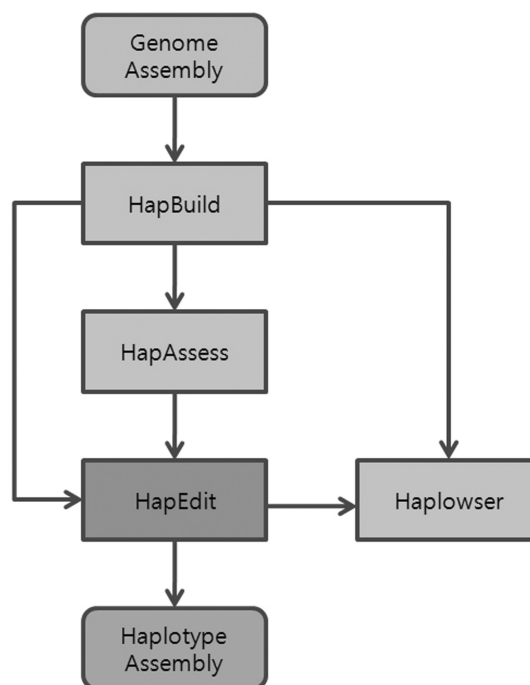 Genome
Assembly
HapBuild
HapAssess
HapEdit
Haplowser
Haplotype
Assembly